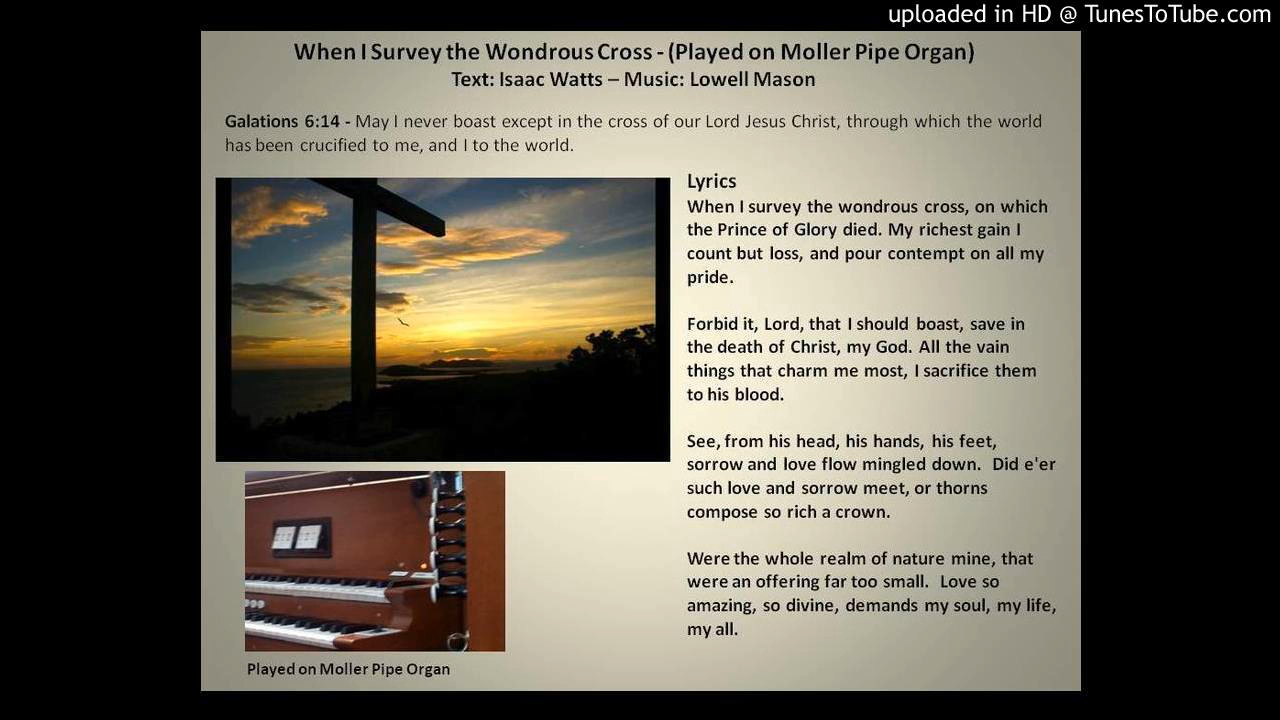 uploaded in HD @ TunesToTube.com
When I Survey the Wondrous Cross - (Played on Moller Pipe Organ)
Text: Isaac Watts – Music: Lowell Mason
Galations 6:14 - May I never boast except in the cross of our Lord Jesus Christ, through which the world
has been crucified to me, and I to the world.
Lyrics
When I survey the wondrous cross, on which
the Prince of Glory died. My richest gain I
count but loss, and pour contempt on all my
pride.
Forbid it, Lord, that I should boast, save in
the death of Christ, my God. All the vain
things that charm me most, I sacrifice them
to his blood.
See, from his head, his hands, his feet,
sorrow and love flow mingled down.  Did e'er
such love and sorrow meet, or thorns
compose so rich a crown.
Were the whole realm of nature mine, that
were an offering far too small.  Love so
amazing, so divine, demands my soul, my life,
my all.
Played on Moller Pipe Organ